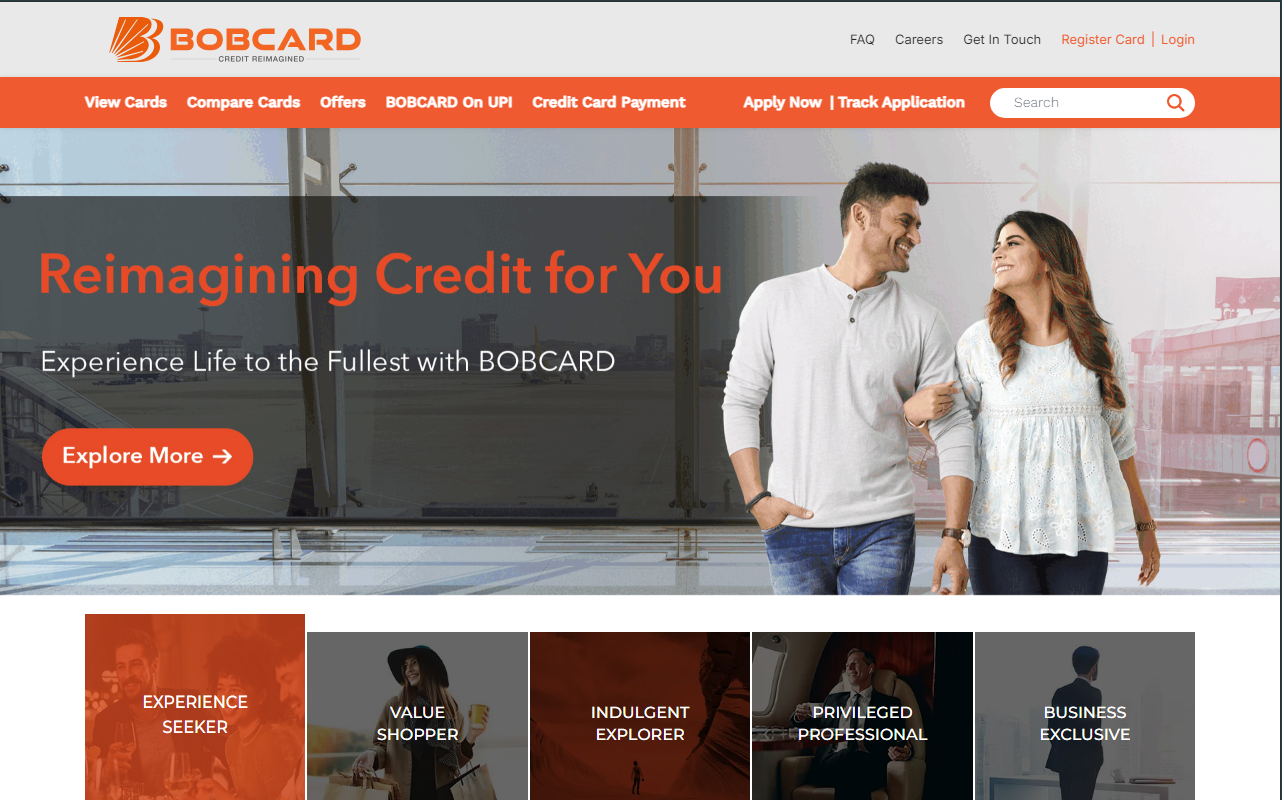 BOBCARD
CREDIT REIMAGINED
FAQ Careers Get In Touch Register Card | Login
View Cards Compare Cards Offers BOBCARD On UPI Credit Card Payment Apply Now | Track Application Search
Reimagining Credit for You
Experience Life to the Fullest with BOBCARD
Explore More →
EXPERIENCE
SEEKER
VALUE
SHOPPER
INDULGENT
EXPLORER
PRIVILEGED
PROFESSIONAL
BUSINESS
EXCLUSIVE